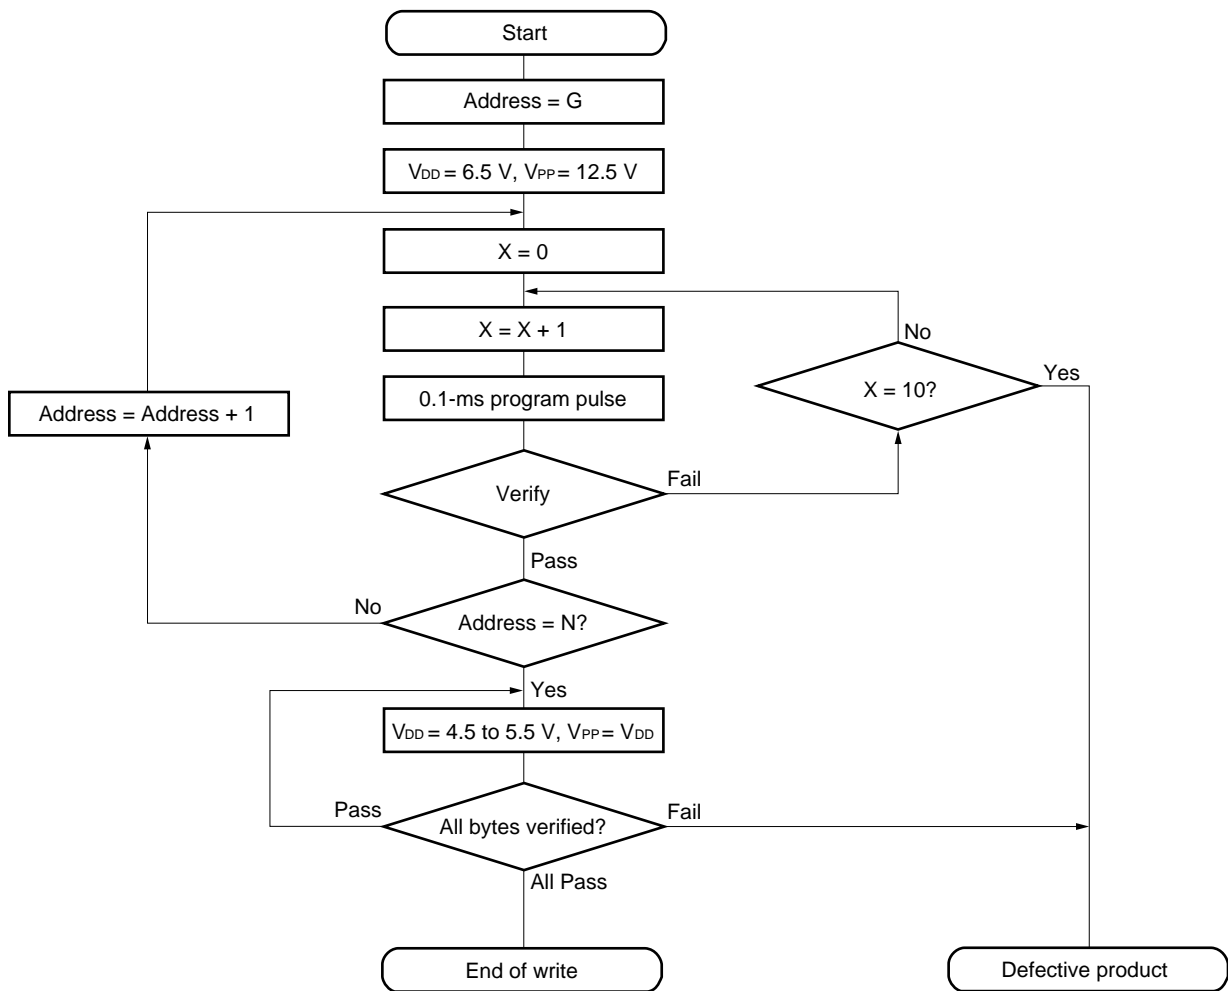 Start
Address = G
VDD = 6.5 V, VPP = 12.5 V
X = 0
X = X + 1
No
Yes
X = 10?
Address = Address + 1
0.1-ms program pulse
Verify
Fail
Pass
No
Address = N?
Yes
VDD = 4.5 to 5.5 V, VPP = VDD
Pass
All bytes verified?
Fail
All Pass
End of write
Defective product